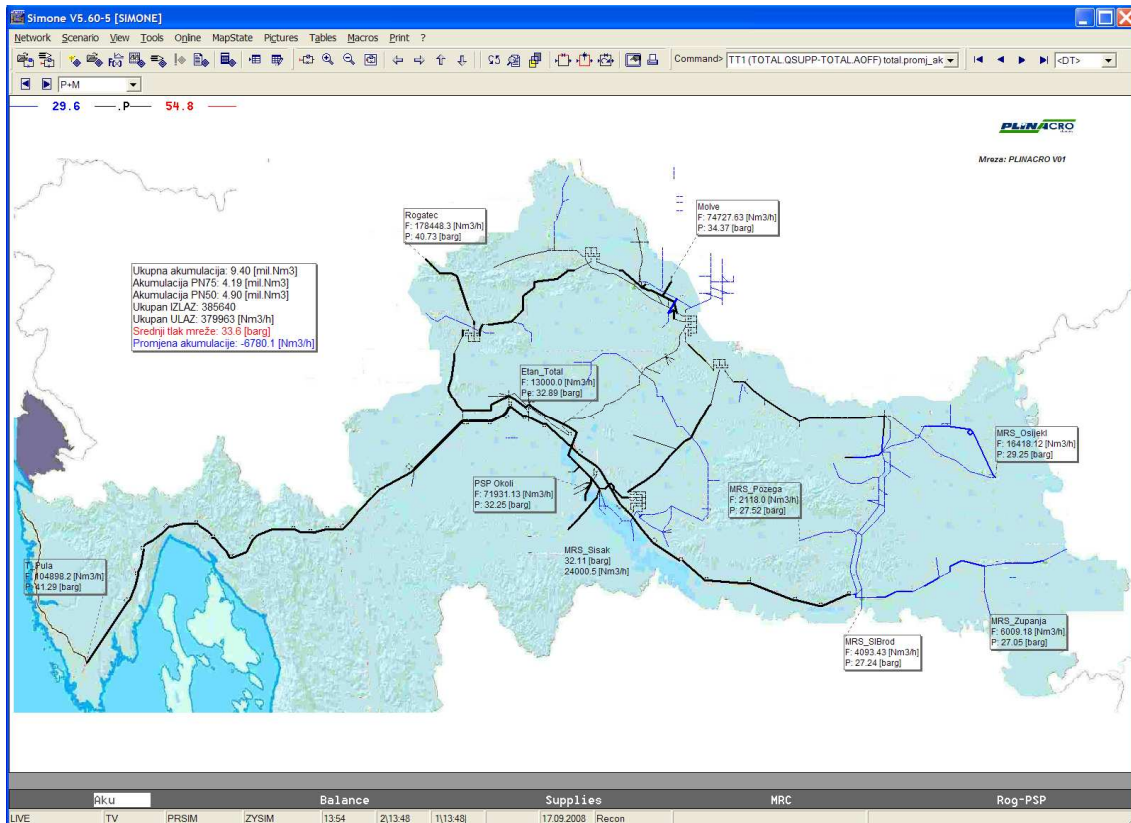 Simone V5.60-5 [SIMONE]
Network Scenario View Tools Online MapState Pictures Tables Macros Print ?
Command> TT1 (TOTAL.QSUPP-TOTAL.AOFF) total.promj_ak <DT>
P+M
29.6 .P 54.8
PLINACRO
Mreza: PLINACRO V01
Rogatec
F: 178448.3 [Nm3/h]
P: 40.73 [barg]
Molve
F: 74727.63 [Nm3/h]
P: 34.37 [barg]
Ukupna akumulacija: 9.40 [mil.Nm3]
Akumulacija PN75: 4.19 [mil.Nm3]
Akumulacija PN50: 4.90 [mil.Nm3]
Ukupan IZLAZ: 385640
Ukupan ULAZ: 379963 [Nm3/h]
Srednji tlak mreže: 33.6 [barg]
Promjena akumulacije: -6780.1 [Nm3/h]
Etan_Total
F: 13000.0 [Nm3/h]
Pe: 32.89 [barg]
MRS_Osijekl
F: 16418.12 [Nm3/h]
P: 29.25 [barg]
PSP Okoli
F: 71931.13 [Nm3/h]
P: 32.25 [barg]
MRS_Pozega
F: 2118.0 [Nm3/h]
P: 27.52 [barg]
MRS_Sisak
32.11 [barg]
24000.5 [Nm3/h]
T_Pula
F: 104898.2 [Nm3/h]
P: 41.29 [barg]
MRS_SlBrod
F: 4093.43 [Nm3/h]
P: 27.24 [barg]
MRS_Zupanja
F: 6009.18 [Nm3/h]
P: 27.05 [barg]
Aku Balance Supplies MRC Rog-PSP
LIVE TV PRSIM ZYSIM 13:54 2\13:48 1\13:48| 17.09.2008 Recon